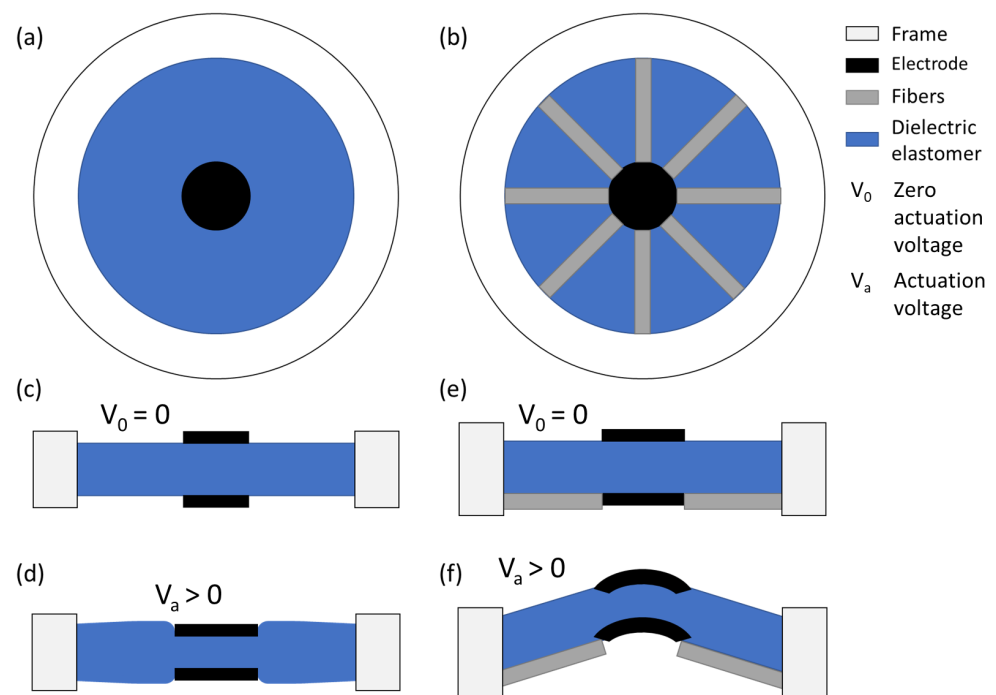 (a)
(b)
Frame
Electrode
Fibers
Dielectric
elastomer
V₀ Zero
actuation
voltage
Vₐ Actuation
voltage
(c)
V₀ = 0
(e)
V₀ = 0
(d)
Vₐ > 0
(f)
Vₐ > 0